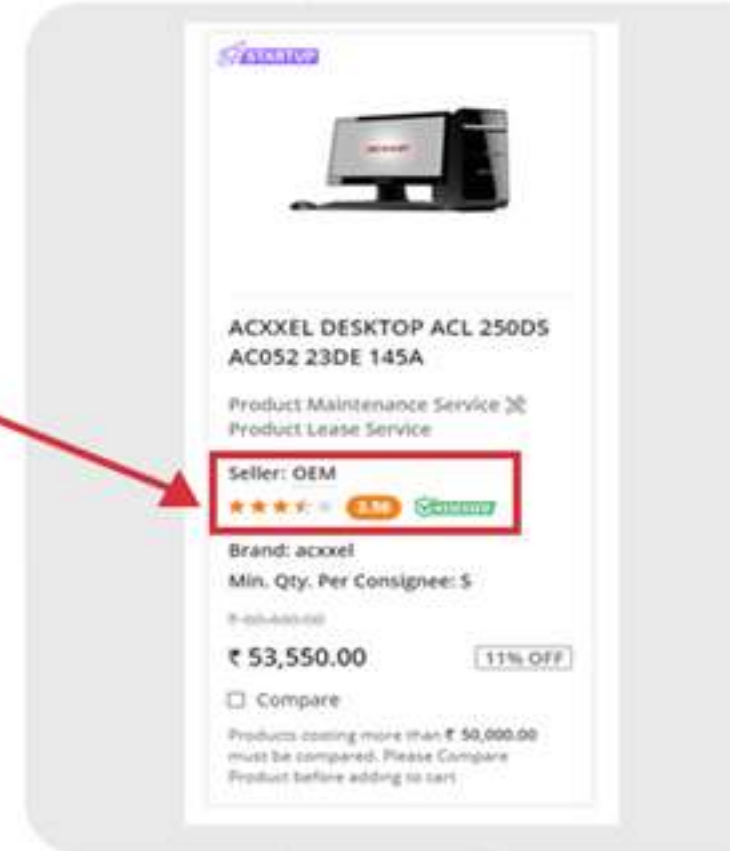 STARTUP
acxxel
ACXXEL DESKTOP ACL 250DS
AC052 23DE 145A
Product Maintenance Service
Product Lease Service
Seller: OEM
Brand: acxxel
Min. Qty. Per Consignee: 5
₹ 53,550.00
11% OFF
Compare
Products costing more than ₹ 50,000.00
must be compared. Please Compare
Product before adding to cart